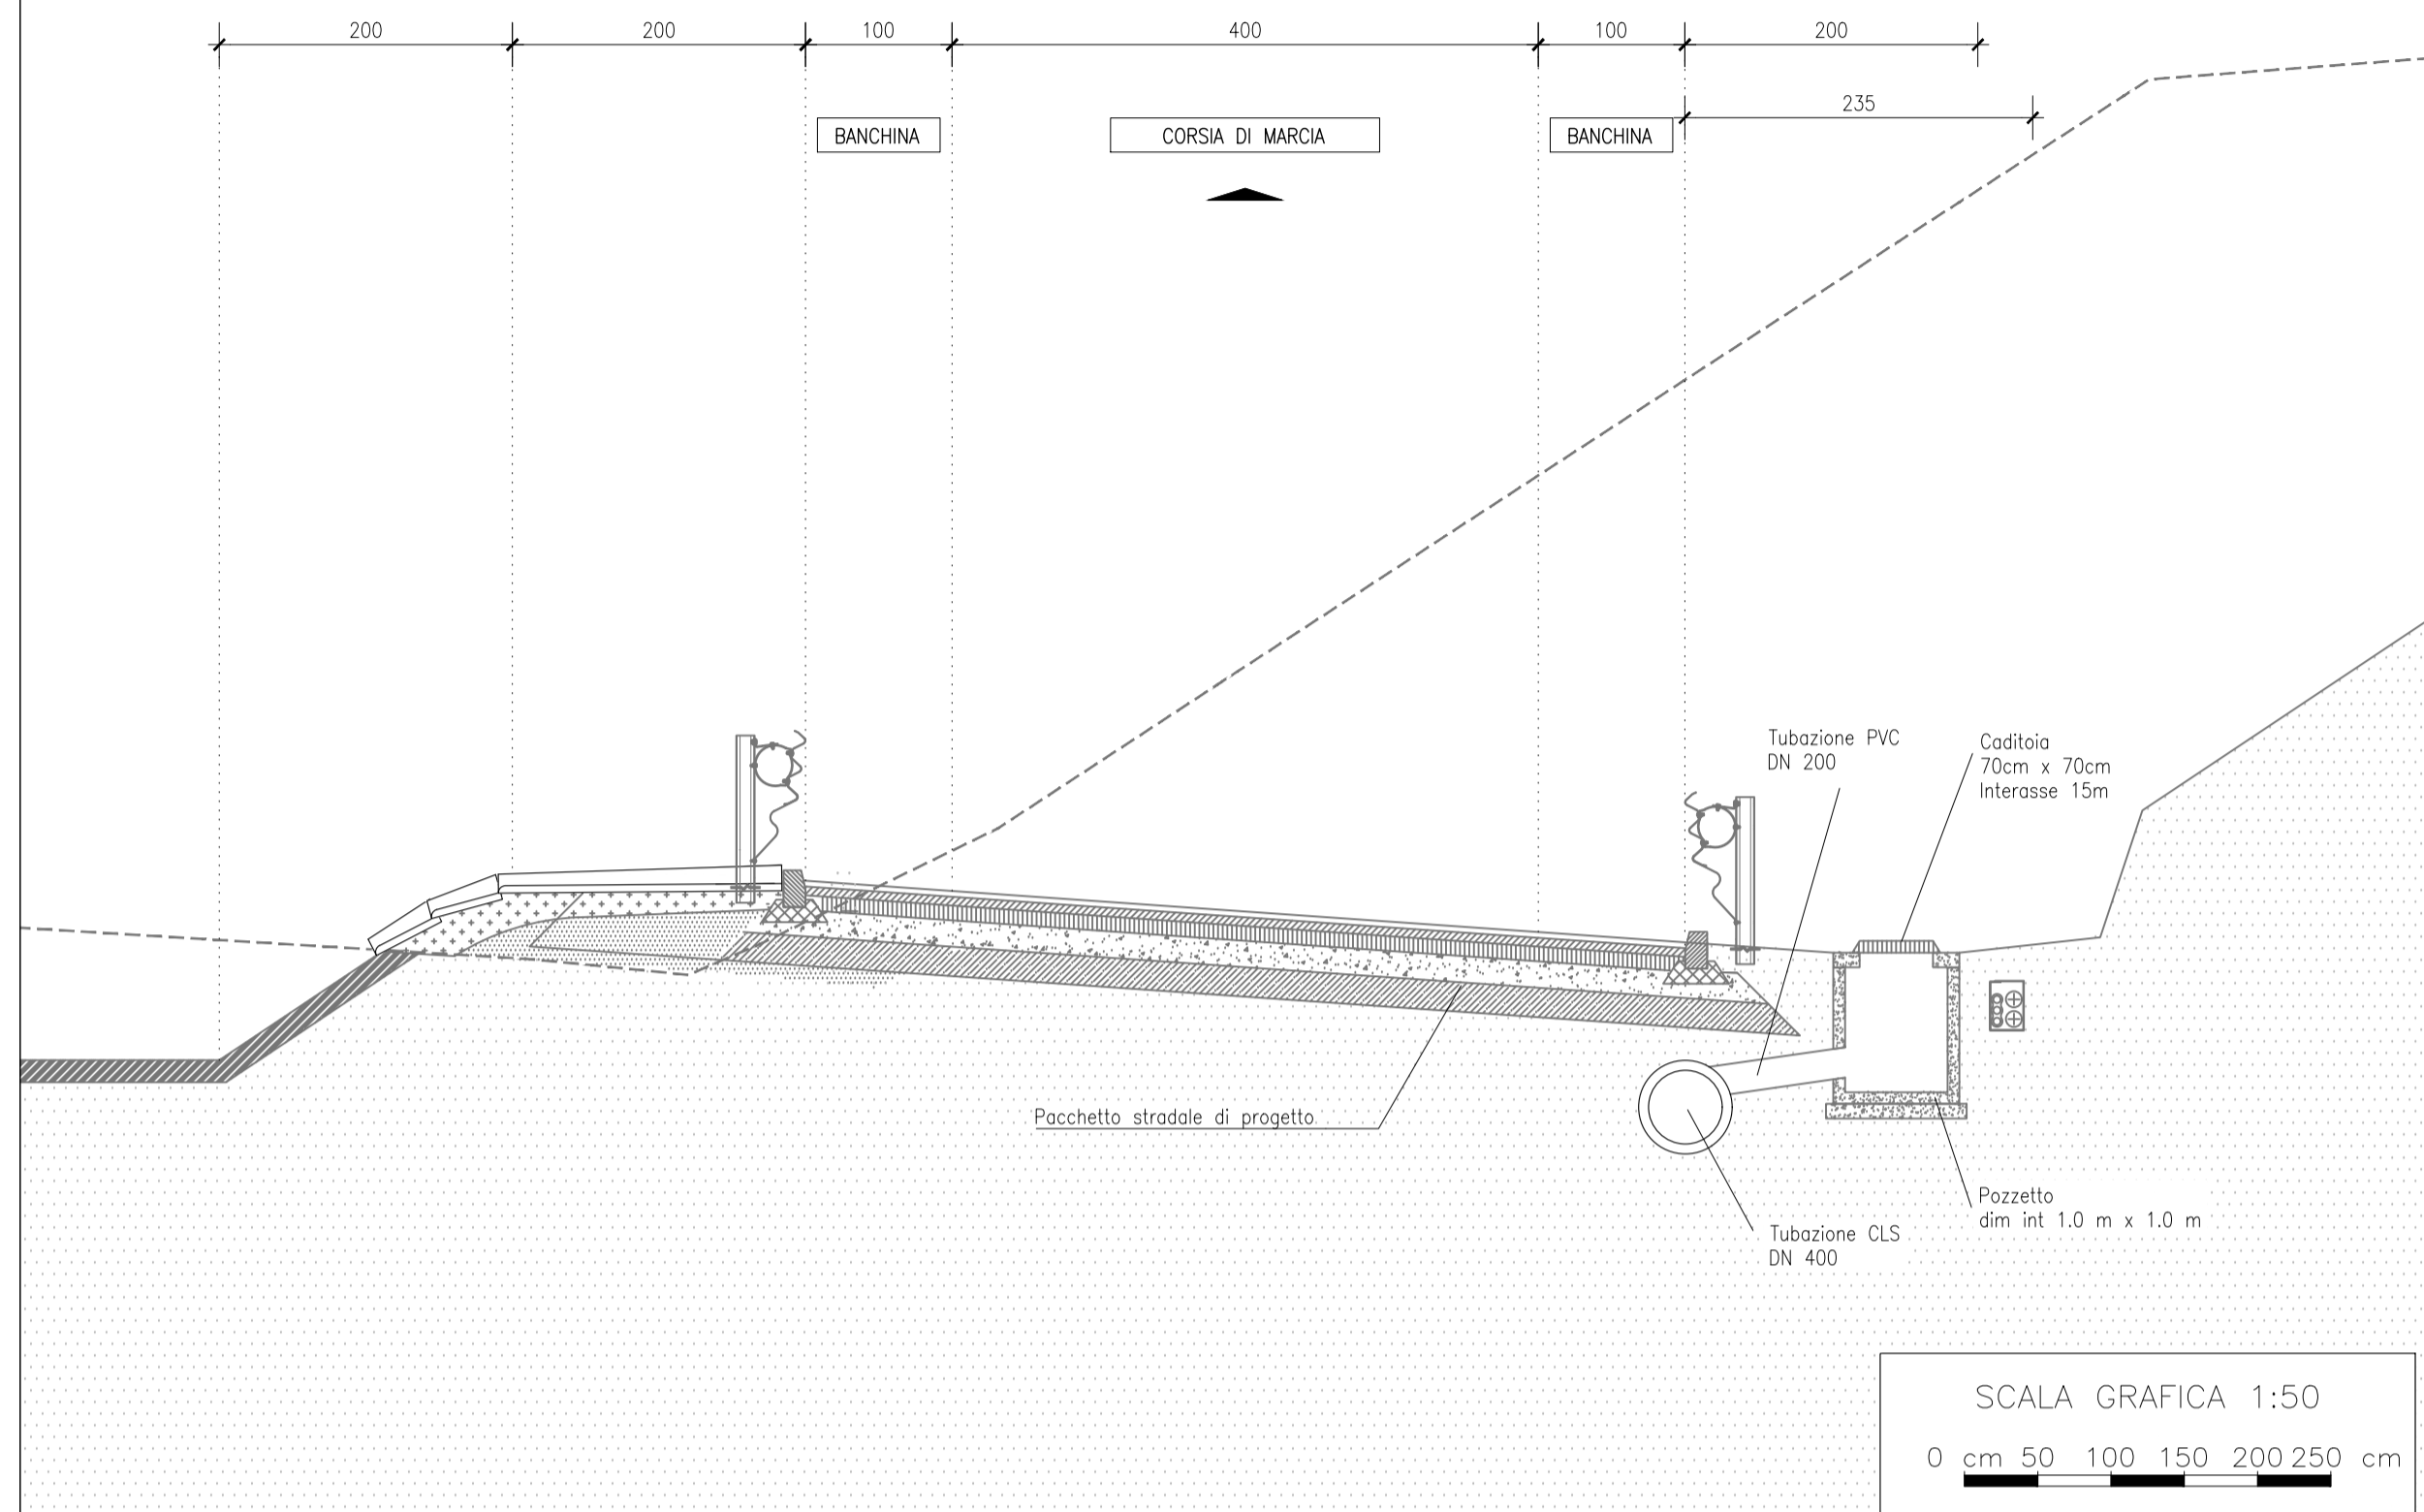 200
200
100
400
100
200
235
BANCHINA
CORSIA DI MARCIA
BANCHINA
Tubazione PVC
DN 200
Caditoia
70cm x 70cm
Interasse 15m
Pacchetto stradale di progetto
Pozzetto
dim int 1.0 m x 1.0 m
Tubazione CLS
DN 400
SCALA GRAFICA 1:50
0 cm 50 100 150 200 250 cm